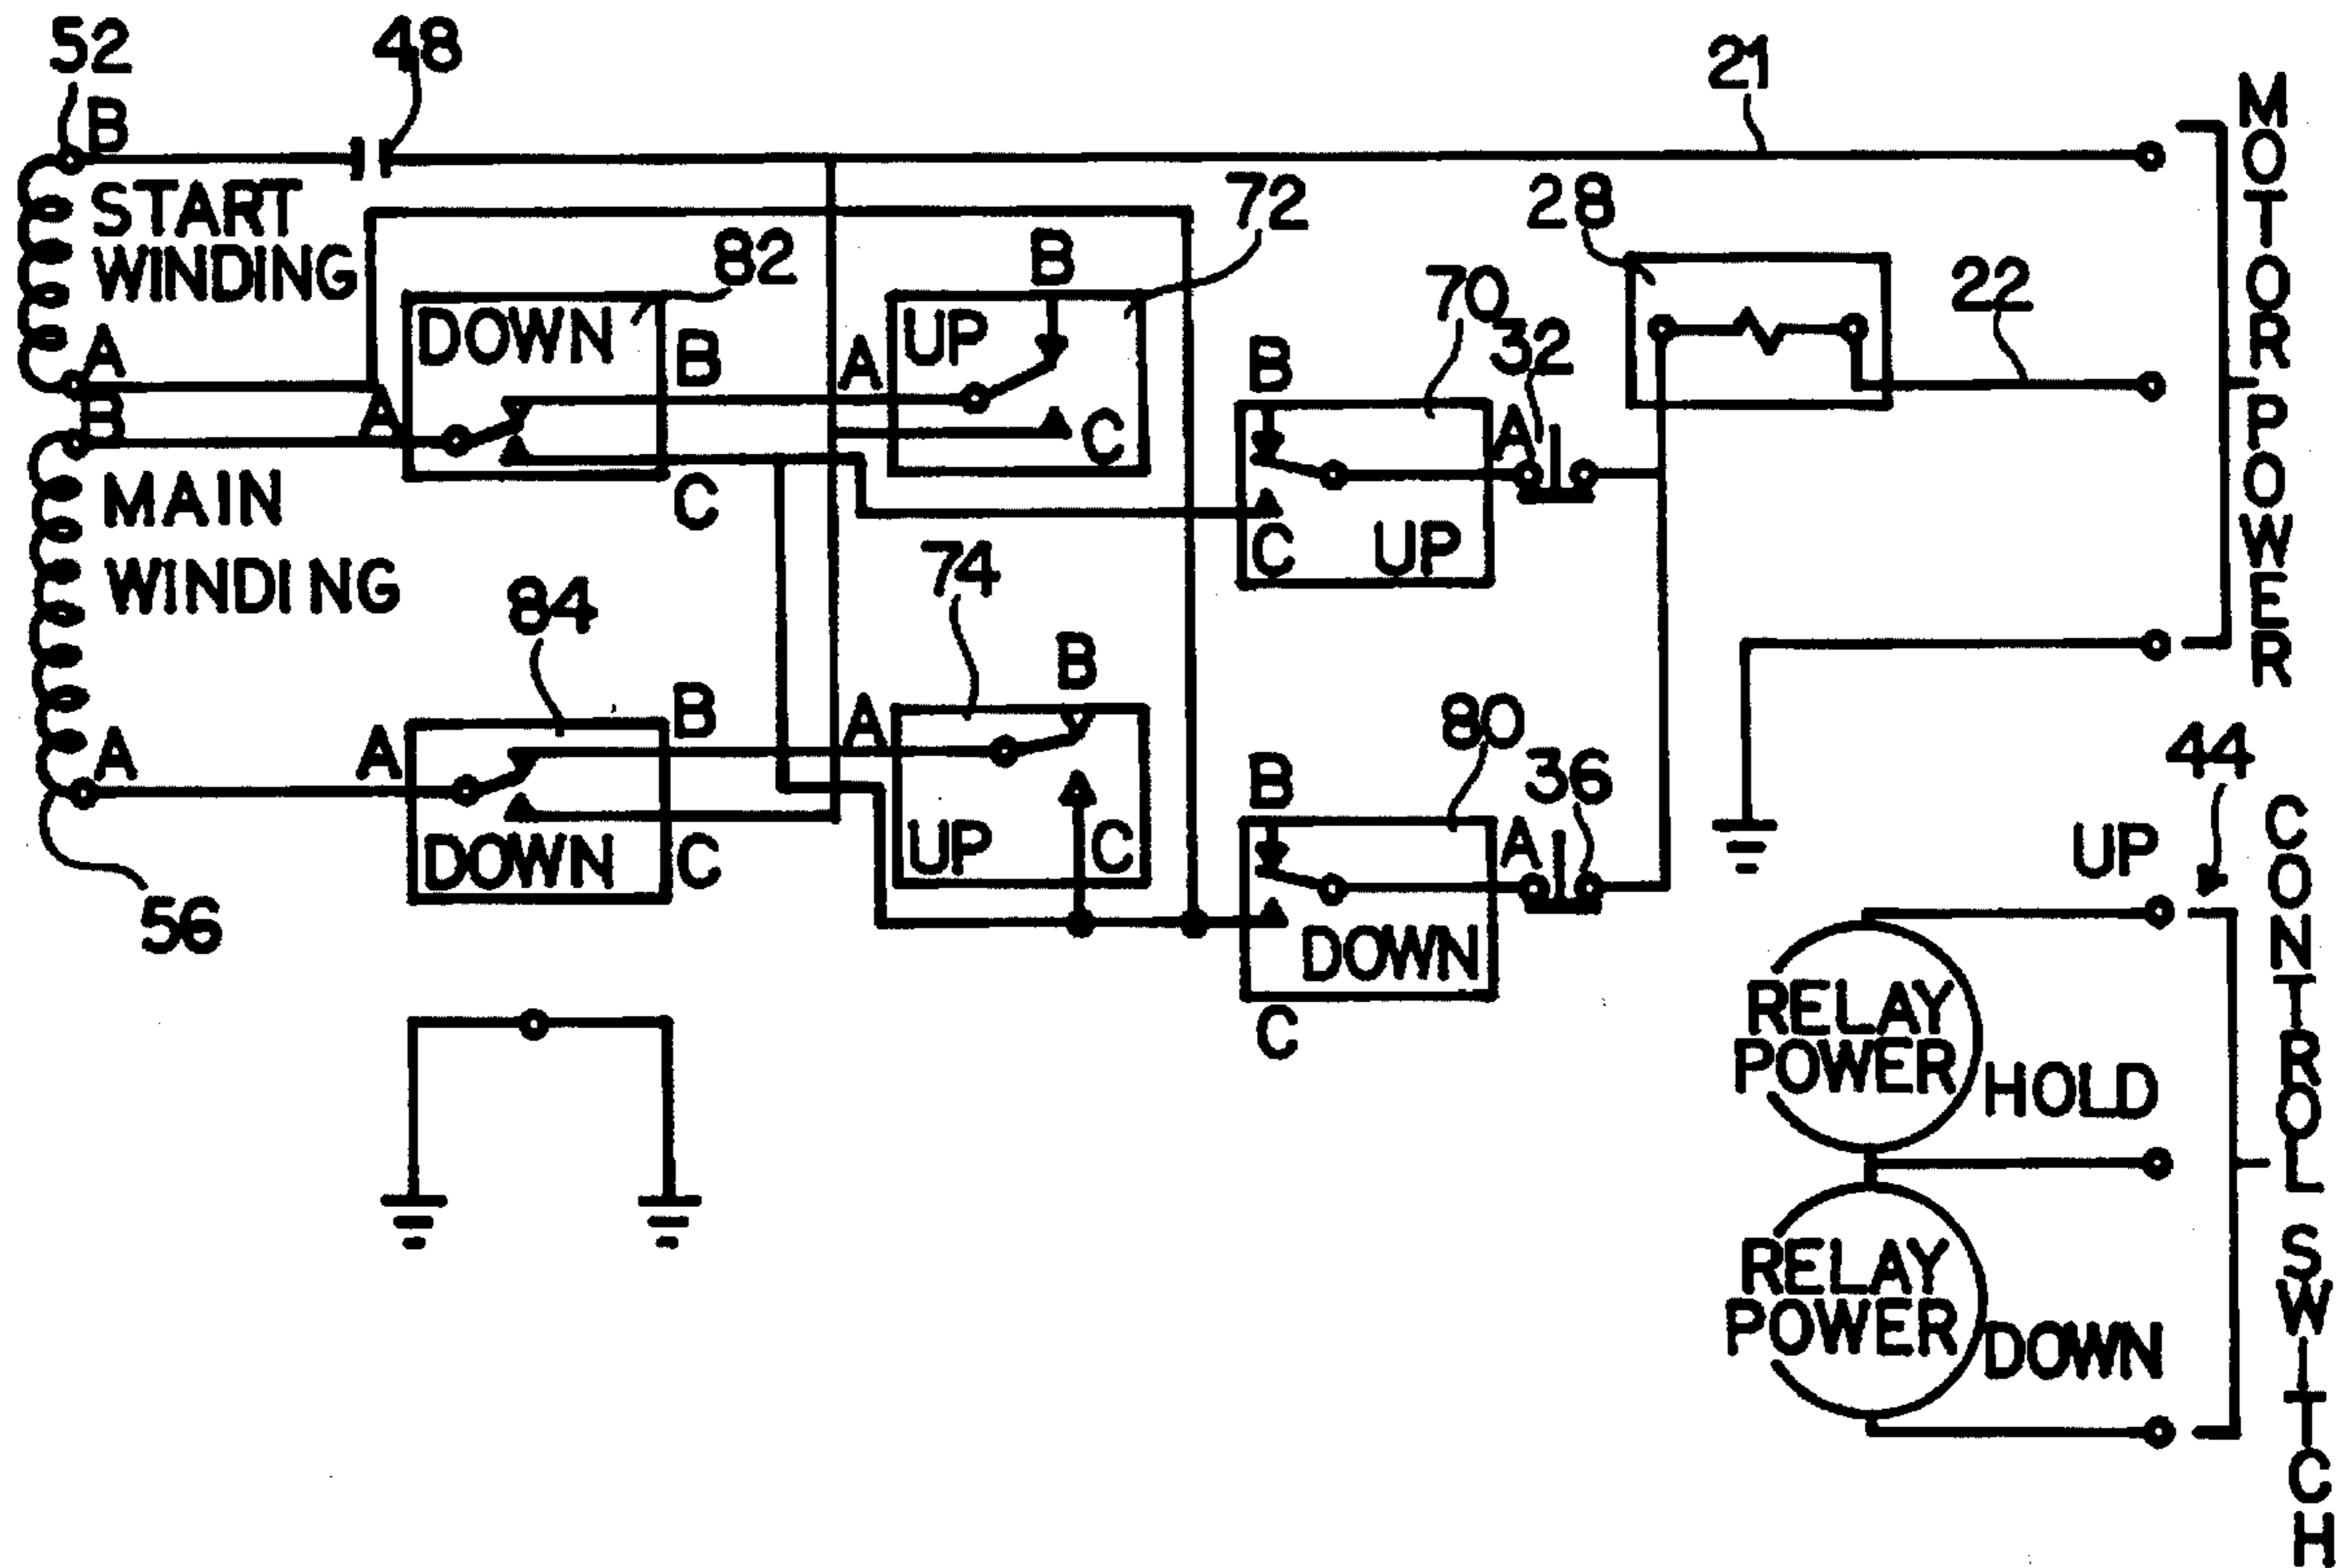 52
48
21
B
START
WINDING
A
82
72
28
22
DOWN
B
A
UP
B
C
70
32
B
A
C
UP
B
A
C
MAIN
WINDING
A
56
84
A
B
DOWN
C
74
B
A
UP
C
80
36
B
A
DOWN
C
MOTOR POWER
44
UP
RELAY
POWER
HOLD
RELAY
POWER
DOWN
CONTROL SWITCH